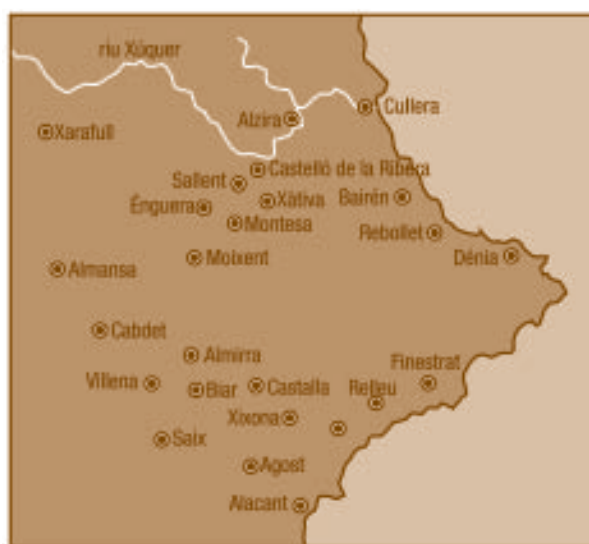 riu Xúquer
Cullera
Alzira
Xarafull
Castelló de la Ribera
Sallent
Xàtiva
Bairén
Énguera
Montesa
Rebollet
Moixent
Dénia
Almansa
Cabdet
Almirra
Finestrat
Villena
Biar
Castalla
Relleu
Xixona
Saix
Agost
Alacant